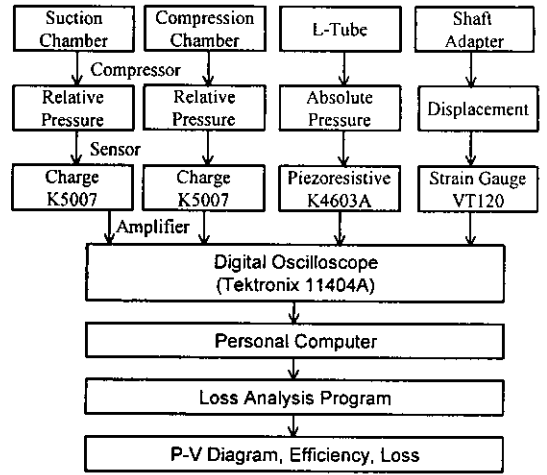 Suction
Chamber
Compression
Chamber
L-Tube
Shaft
Adapter
Compressor
Relative
Pressure
Relative
Pressure
Absolute
Pressure
Displacement
Sensor
Charge
K5007
Charge
K5007
Piezoresistive
K4603A
Strain Gauge
VT120
Amplifier
Digital Oscilloscope
(Tektronix 11404A)
Personal Computer
Loss Analysis Program
P-V Diagram, Efficiency, Loss